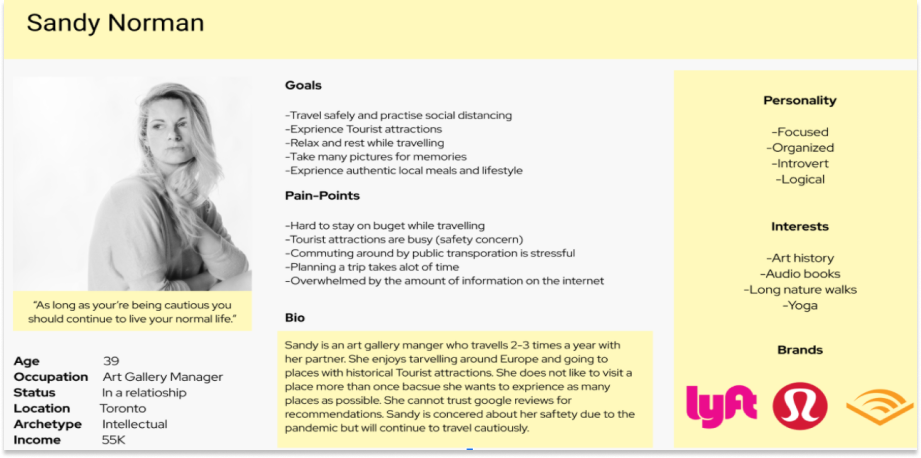 Sandy Norman
Goals
-Travel safely and practise social distancing
-Exprience Tourist attractions
-Relax and rest while travelling
-Take many pictures for memories
-Exprience authentic local meals and lifestyle
Pain-Points
-Hard to stay on buget while travelling
-Tourist attractions are busy (safety concern)
-Commuting around by public transporation is stressful
-Planning a trip takes alot of time
-Overwhelmed by the amount of information on the internet
Bio
Sandy is an art gallery manger who travells 2-3 times a year with
her partner. She enjoys tarvelling around Europe and going to
places with historical Tourist attractions. She does not like to visit a
place more than once bacsue she wants to exprience as many
places as possible. She cannot trust google reviews for
recommendations. Sandy is concered about her saftety due to the
pandemic but will continue to travel cautiously.
"As long as your're being cautious you
should continue to live your normal life."
Age 39
Occupation Art Gallery Manager
Status In a relatioship
Location Toronto
Archetype Intellectual
Income 55K
Personality
-Focused
-Organized
-Introvert
-Logical
Interests
-Art history
-Audio books
-Long nature walks
-Yoga
Brands
lyft